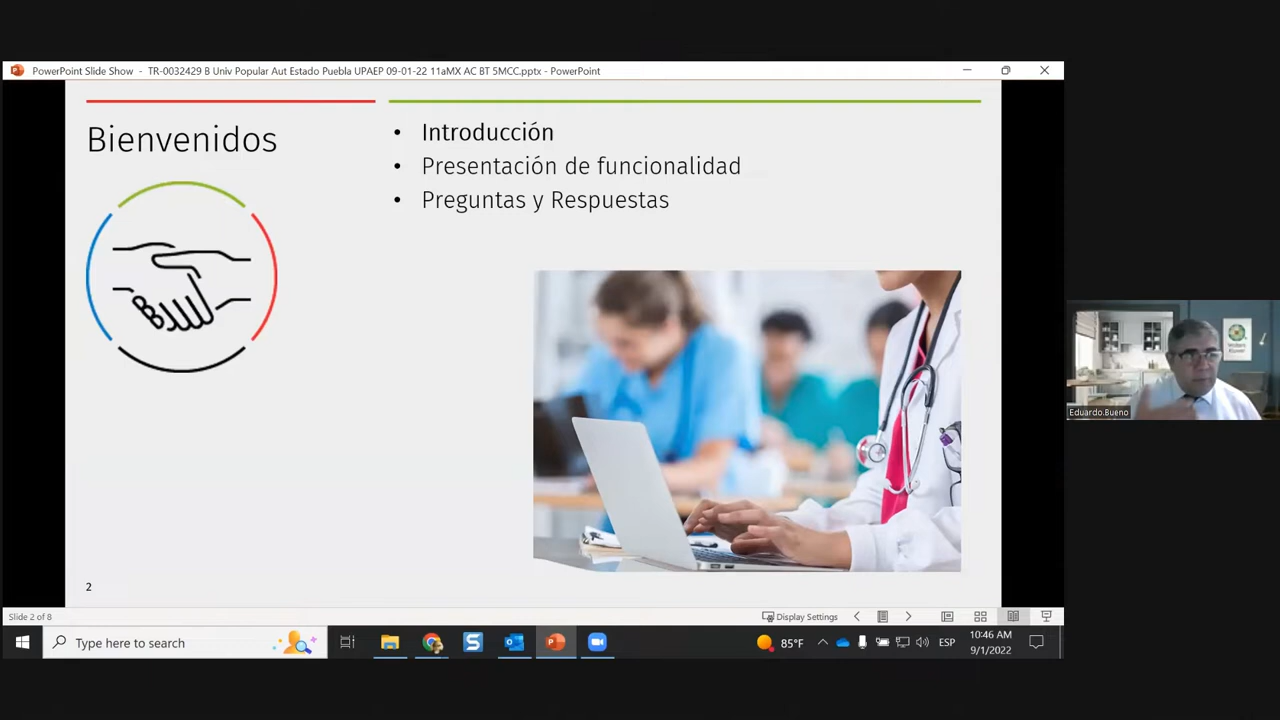 PowerPoint Slide Show - TR-0032429 B Univ Popular Aut Estado Puebla UPAEP 09-01-22 11aMX AC BT 5MCC.pptx - PowerPoint
Bienvenidos
• Introducción
• Presentación de funcionalidad
• Preguntas y Respuestas
Wolters Kluwer
Eduardo.Bueno
2
Slide 2 of 8
Display Settings
Type here to search
85°F
ESP
10:46 AM
9/1/2022